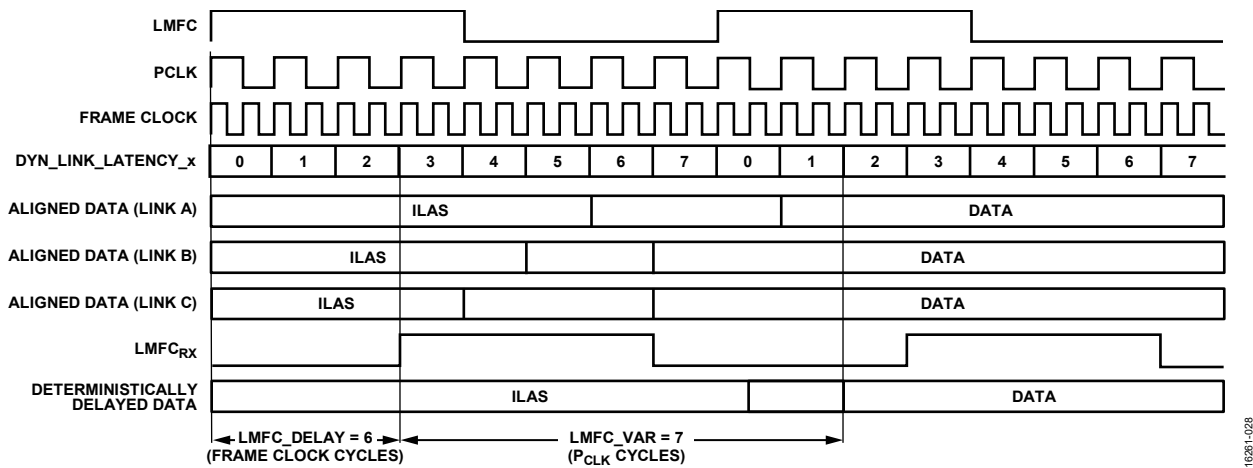 LMFC
PCLK
FRAME CLOCK
DYN_LINK_LATENCY_x 0 1 2 3 4 5 6 7 0 1 2 3 4 5 6 7
ALIGNED DATA (LINK A) ILAS DATA
ALIGNED DATA (LINK B) ILAS DATA
ALIGNED DATA (LINK C) ILAS DATA
LMFCRX
DETERMINISTICALLY
DELAYED DATA ILAS DATA
LMFC_DELAY = 6
(FRAME CLOCK CYCLES)
LMFC_VAR = 7
(PCLK CYCLES)
16261-028